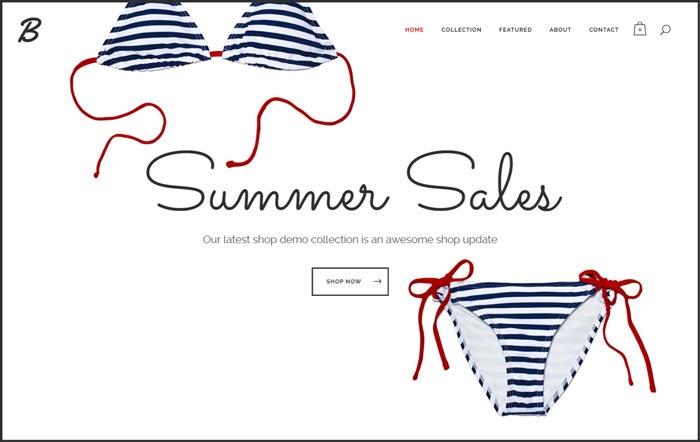 B
HOME COLLECTION FEATURED ABOUT CONTACT 0
Summer Sales
Our latest shop demo collection is an awesome shop update
SHOP NOW →